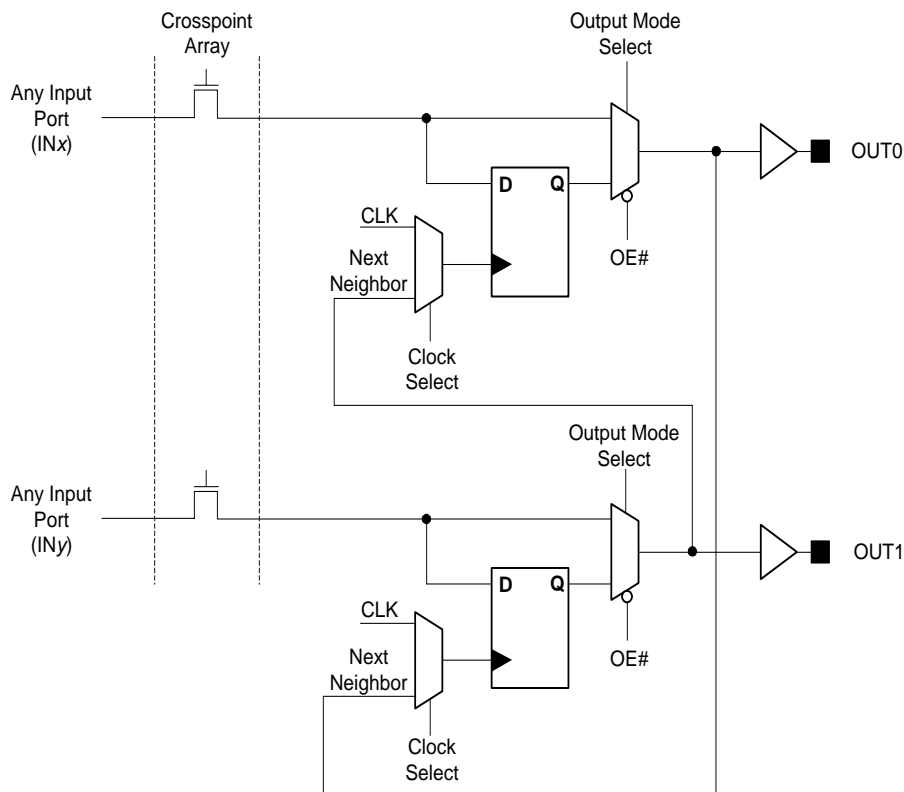 Crosspoint
Array
Output Mode
Select
Any Input
Port
(INx)
OUT0
D
Q
CLK
OE#
Next
Neighbor
Clock
Select
Output Mode
Select
Any Input
Port
(INy)
OUT1
D
Q
CLK
OE#
Next
Neighbor
Clock
Select